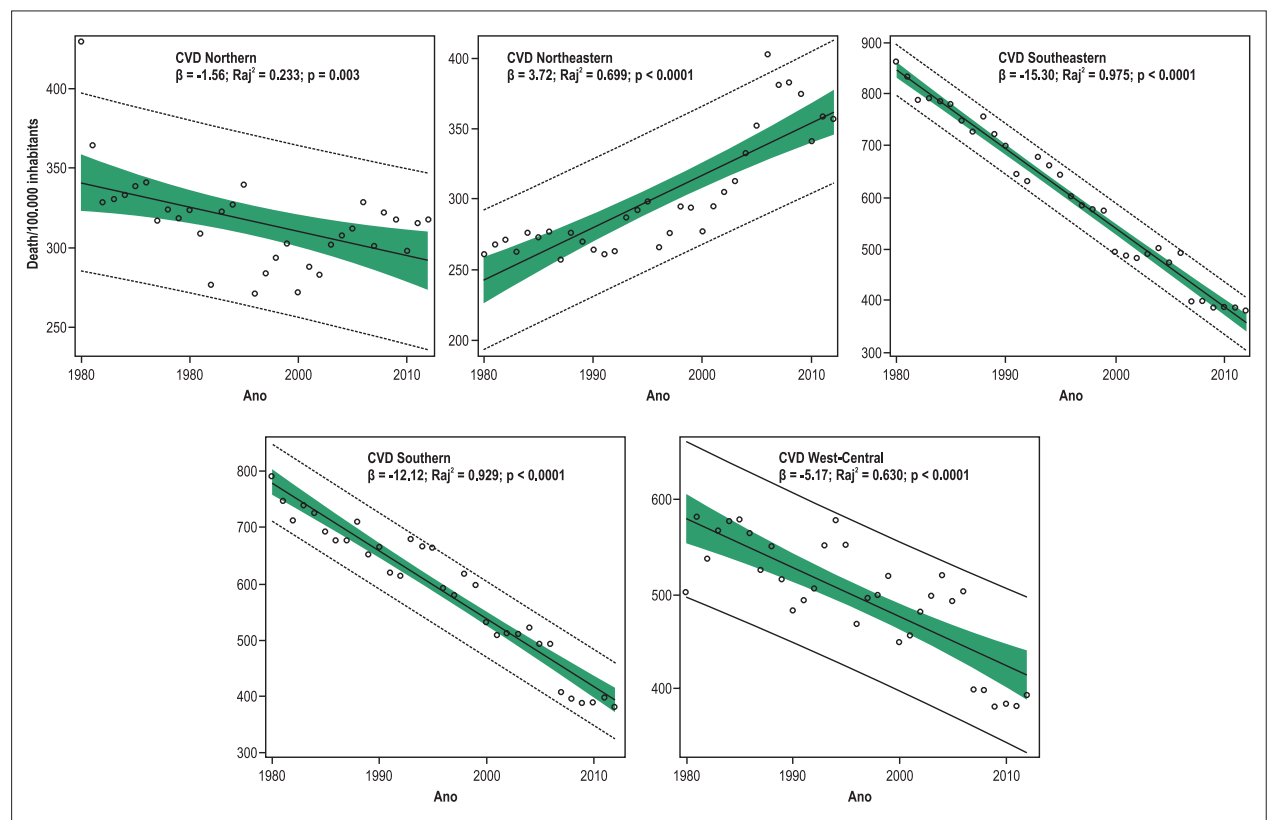 CVD Northern
β = -1.56; Raj² = 0.233; p = 0.003
Death/100.000 inhabitants
400
350
300
250
1980
1980
2000
2010
Ano
CVD Northeastern
β = 3.72; Raj² = 0.699; p < 0.0001
400
350
300
250
200
1980
1990
2000
2010
Ano
CVD Southeastern
β = -15.30; Raj² = 0.975; p < 0.0001
900
800
700
600
500
400
300
1980
1990
2000
2010
Ano
CVD Southern
β = -12.12; Raj² = 0.929; p < 0.0001
800
700
600
500
400
300
1980
1990
2000
2010
Ano
CVD West-Central
β = -5.17; Raj² = 0.630; p < 0.0001
600
500
400
1980
1990
2000
2010
Ano